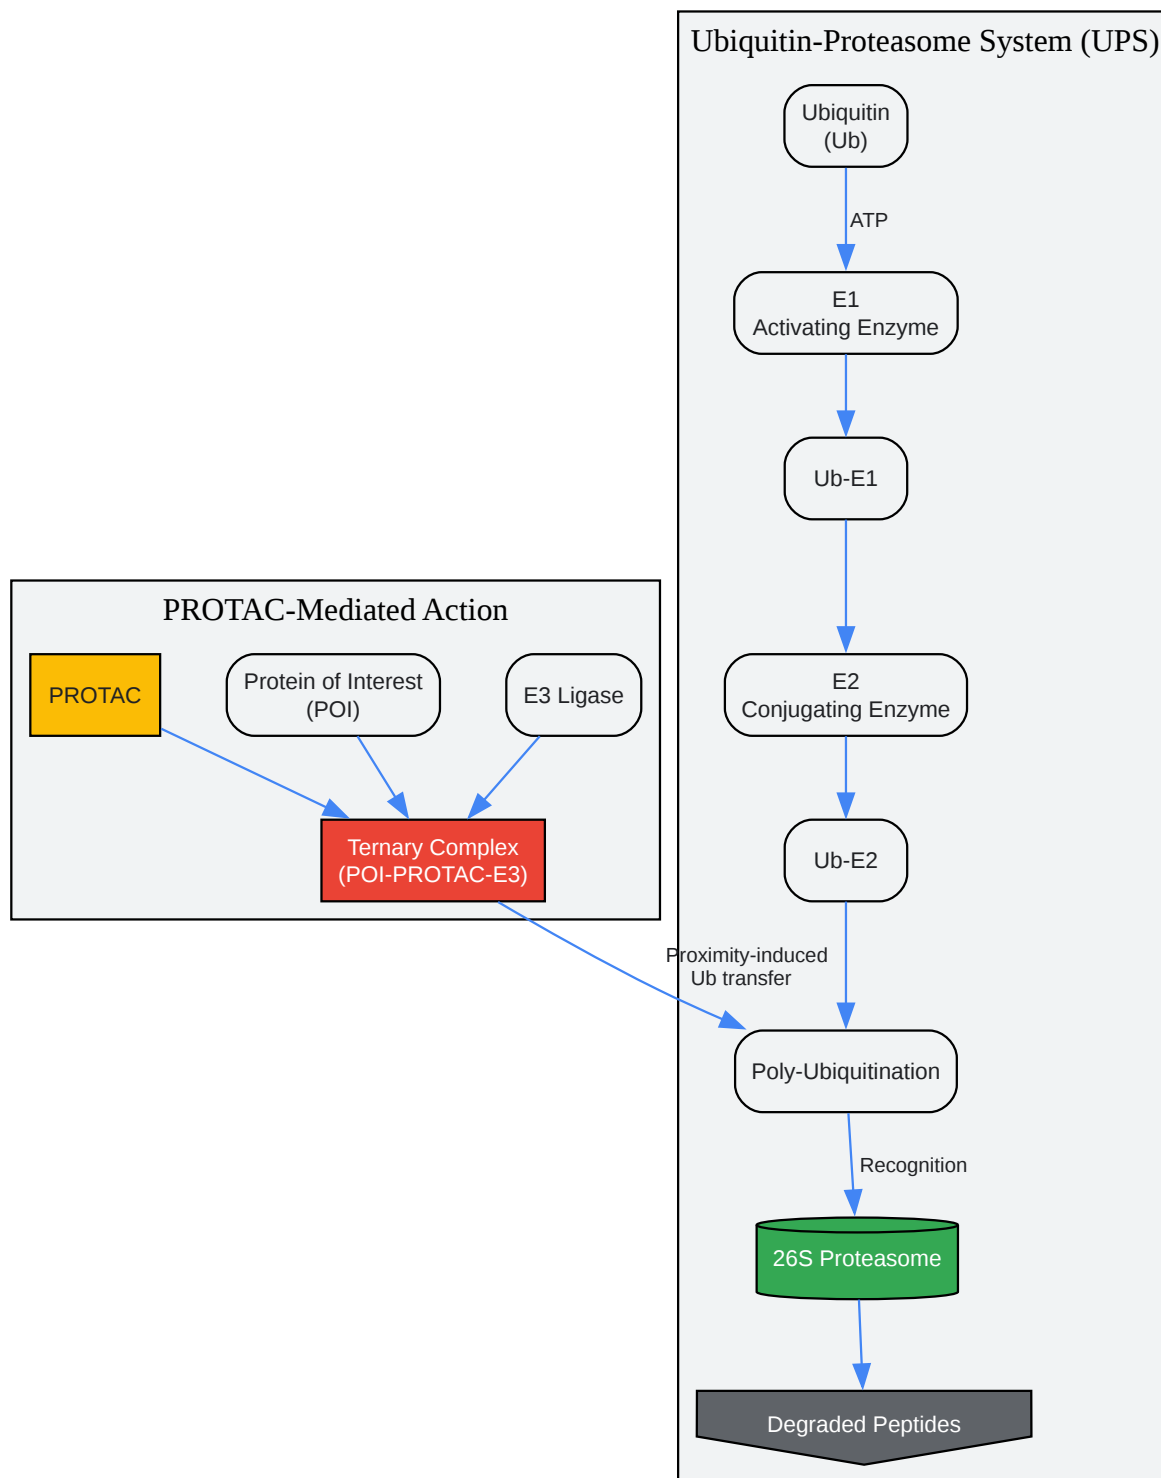 Ubiquitin-Proteasome System (UPS)
Ubiquitin
(Ub)
ATP
E1
Activating Enzyme
Ub-E1
PROTAC-Mediated Action
PROTAC
Protein of Interest
(POI)
E3 Ligase
E2
Conjugating Enzyme
Ternary Complex
(POI-PROTAC-E3)
Ub-E2
Proximity-induced
Ub transfer
Poly-Ubiquitination
Recognition
26S Proteasome
Degraded Peptides